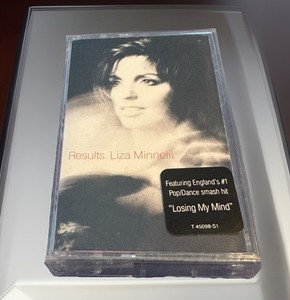 Results Liza Minnelli
Featuring England's #1
Pop/Dance smash hit
"Losing My Mind"
T 45098-S1